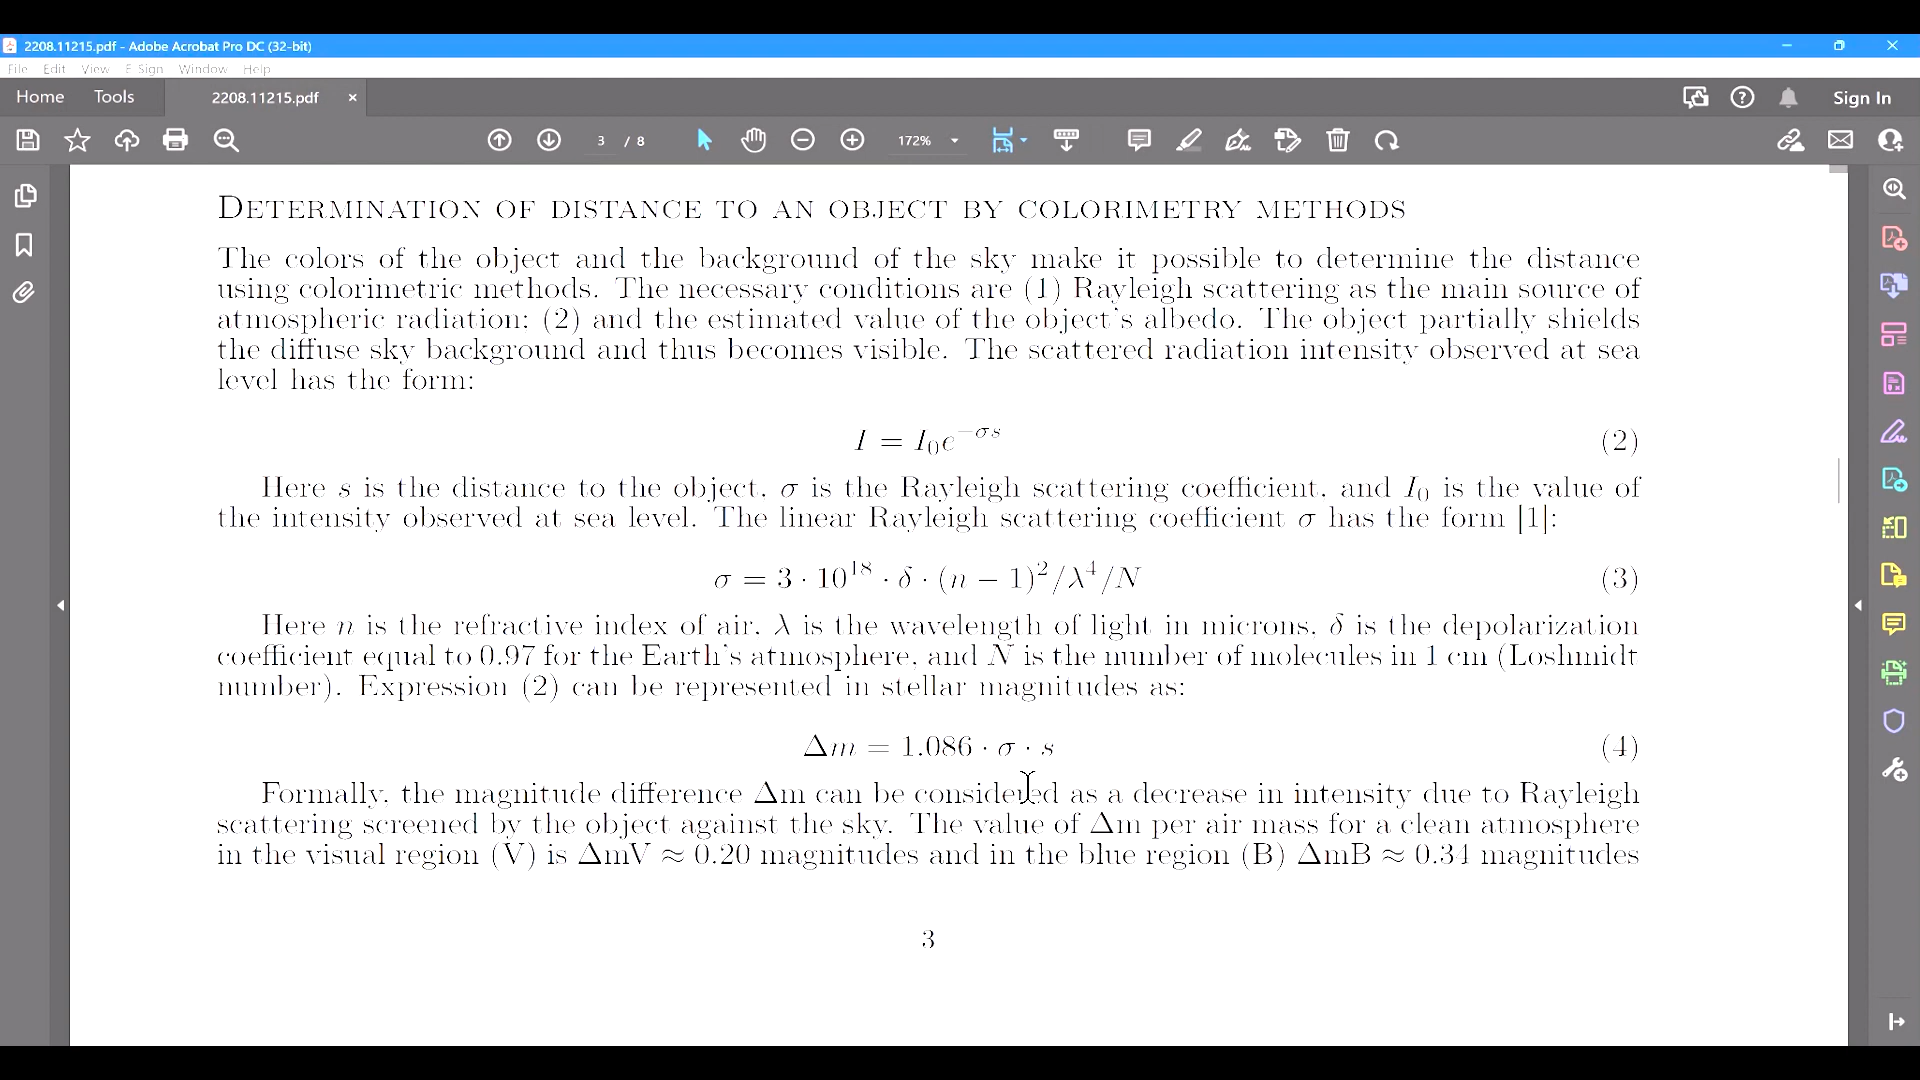 2208.11215.pdf - Adobe Acrobat Pro DC (32-bit)
File Edit View E-Sign Window Help
Home Tools 2208.11215.pdf × Sign In
3 / 8 172%
DETERMINATION OF DISTANCE TO AN OBJECT BY COLORIMETRY METHODS
The colors of the object and the background of the sky make it possible to determine the distance
using colorimetric methods. The necessary conditions are (1) Rayleigh scattering as the main source of
atmospheric radiation; (2) and the estimated value of the object's albedo. The object partially shields
the diffuse sky background and thus becomes visible. The scattered radiation intensity observed at sea
level has the form:
I = I₀e^{−σs} (2)
Here s is the distance to the object, σ is the Rayleigh scattering coefficient, and I₀ is the value of
the intensity observed at sea level. The linear Rayleigh scattering coefficient σ has the form [1]:
σ = 3 · 10¹⁸ · δ · (n − 1)²/λ⁴/N (3)
Here n is the refractive index of air, λ is the wavelength of light in microns, δ is the depolarization
coefficient equal to 0.97 for the Earth's atmosphere, and N is the number of molecules in 1 cm (Loshmidt
number). Expression (2) can be represented in stellar magnitudes as:
Δm = 1.086 · σ · s (4)
Formally, the magnitude difference Δm can be considered as a decrease in intensity due to Rayleigh
scattering screened by the object against the sky. The value of Δm per air mass for a clean atmosphere
in the visual region (V) is ΔmV ≈ 0.20 magnitudes and in the blue region (B) ΔmB ≈ 0.34 magnitudes
3